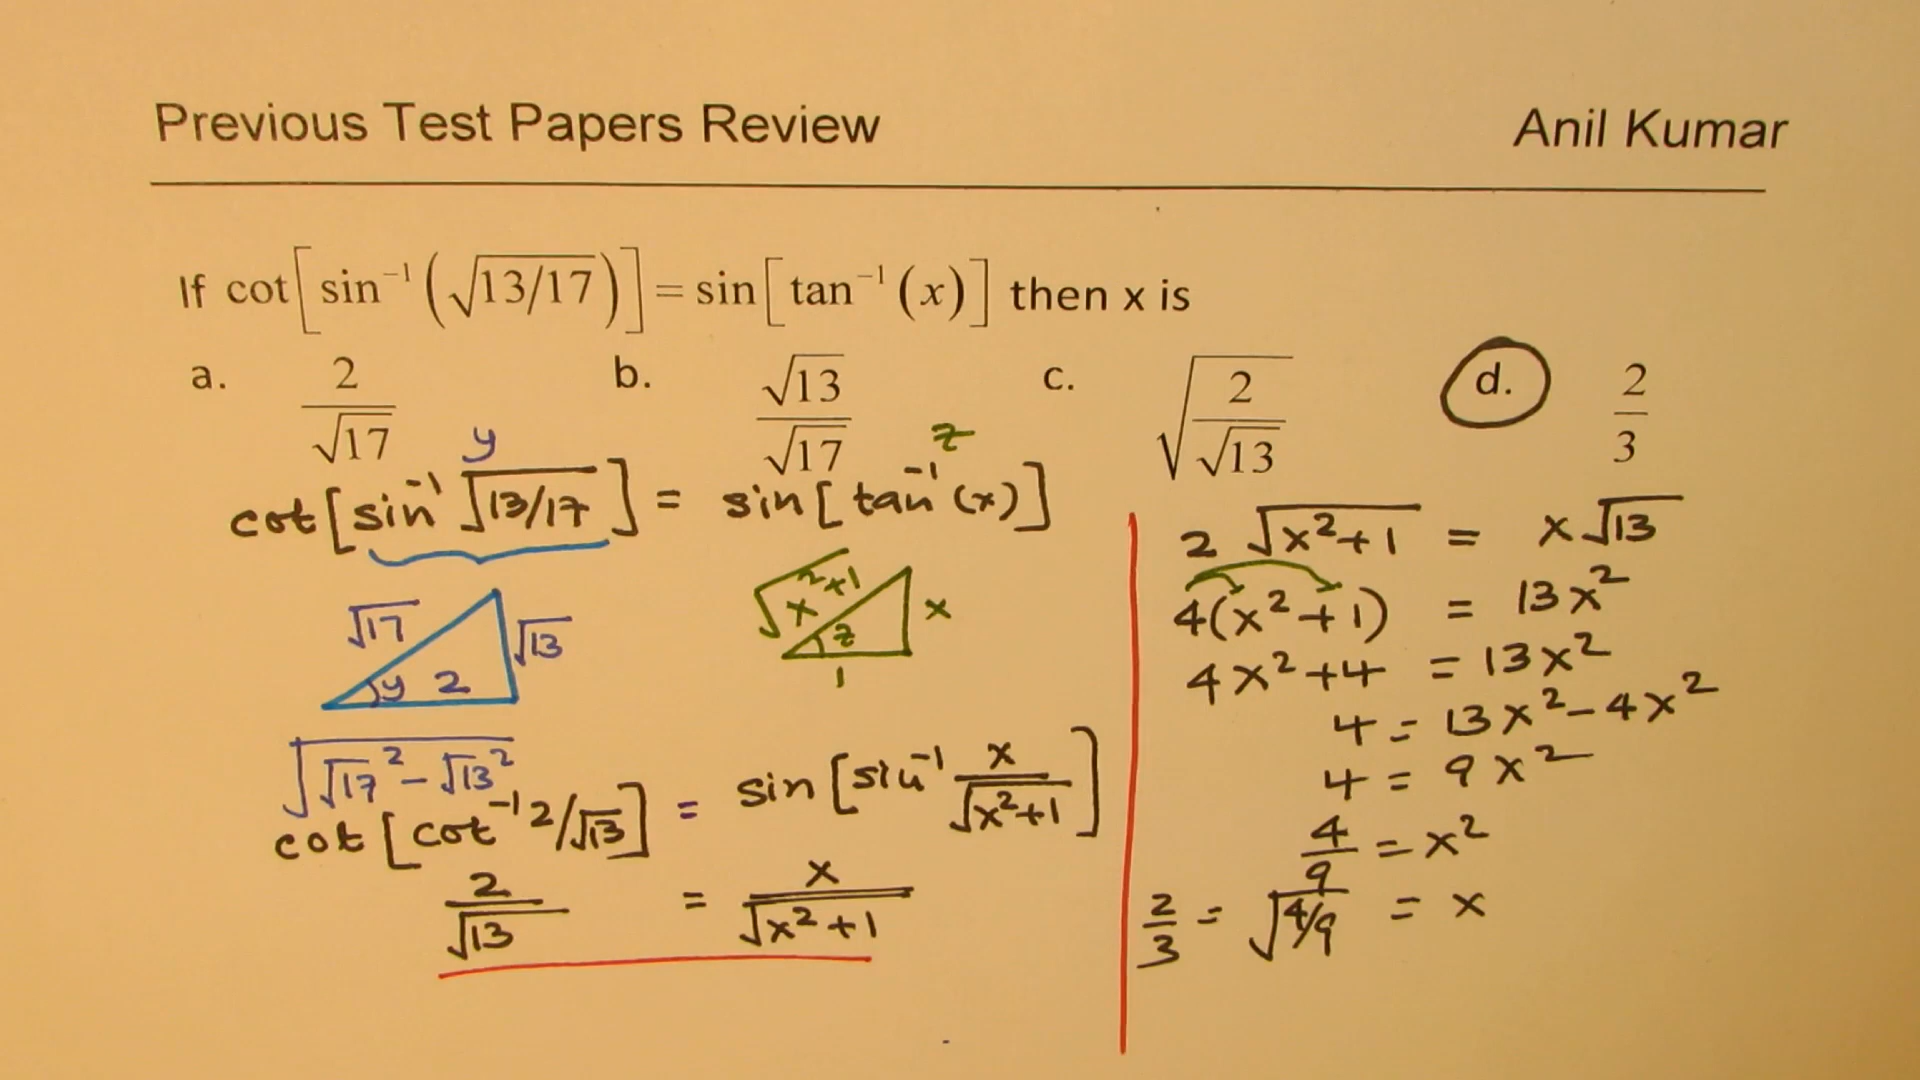 Previous Test Papers Review Anil Kumar
If cot[sin⁻¹(√13/17)] = sin[tan⁻¹(x)] then x is
a. 2/√17 b. √13/√17 c. √(2/√13) d. 2/3
y z
cot[sin⁻¹ √13/17] = sin[tan⁻¹(x)]
√17 √13 y 2
√x²+1 x z 1
√(√17² - √13²)
cot[cot⁻¹ 2/√13] = sin[sin⁻¹ x/√x²+1]
2/√13 = x/√x²+1
2 √x²+1 = x√13
4(x²+1) = 13x²
4x²+4 = 13x²
4 = 13x² - 4x²
4 = 9x²
4/9 = x²
2/3 = √4/9 = x